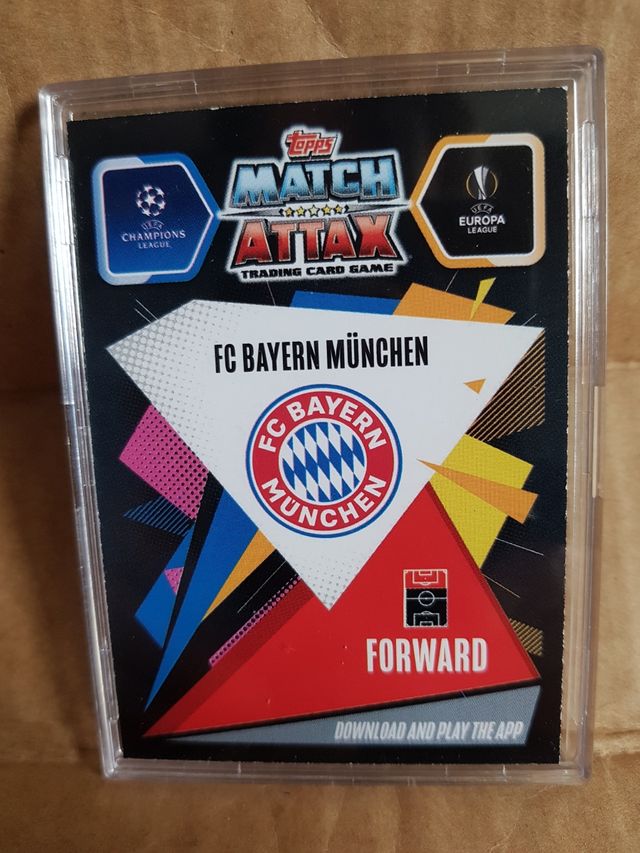 topps
MATCH
ATTAX
TRADING CARD GAME
UEFA
CHAMPIONS
LEAGUE
UEFA
EUROPA
LEAGUE
FC BAYERN MÜNCHEN
FC BAYERN
MÜNCHEN
FORWARD
DOWNLOAD AND PLAY THE APP